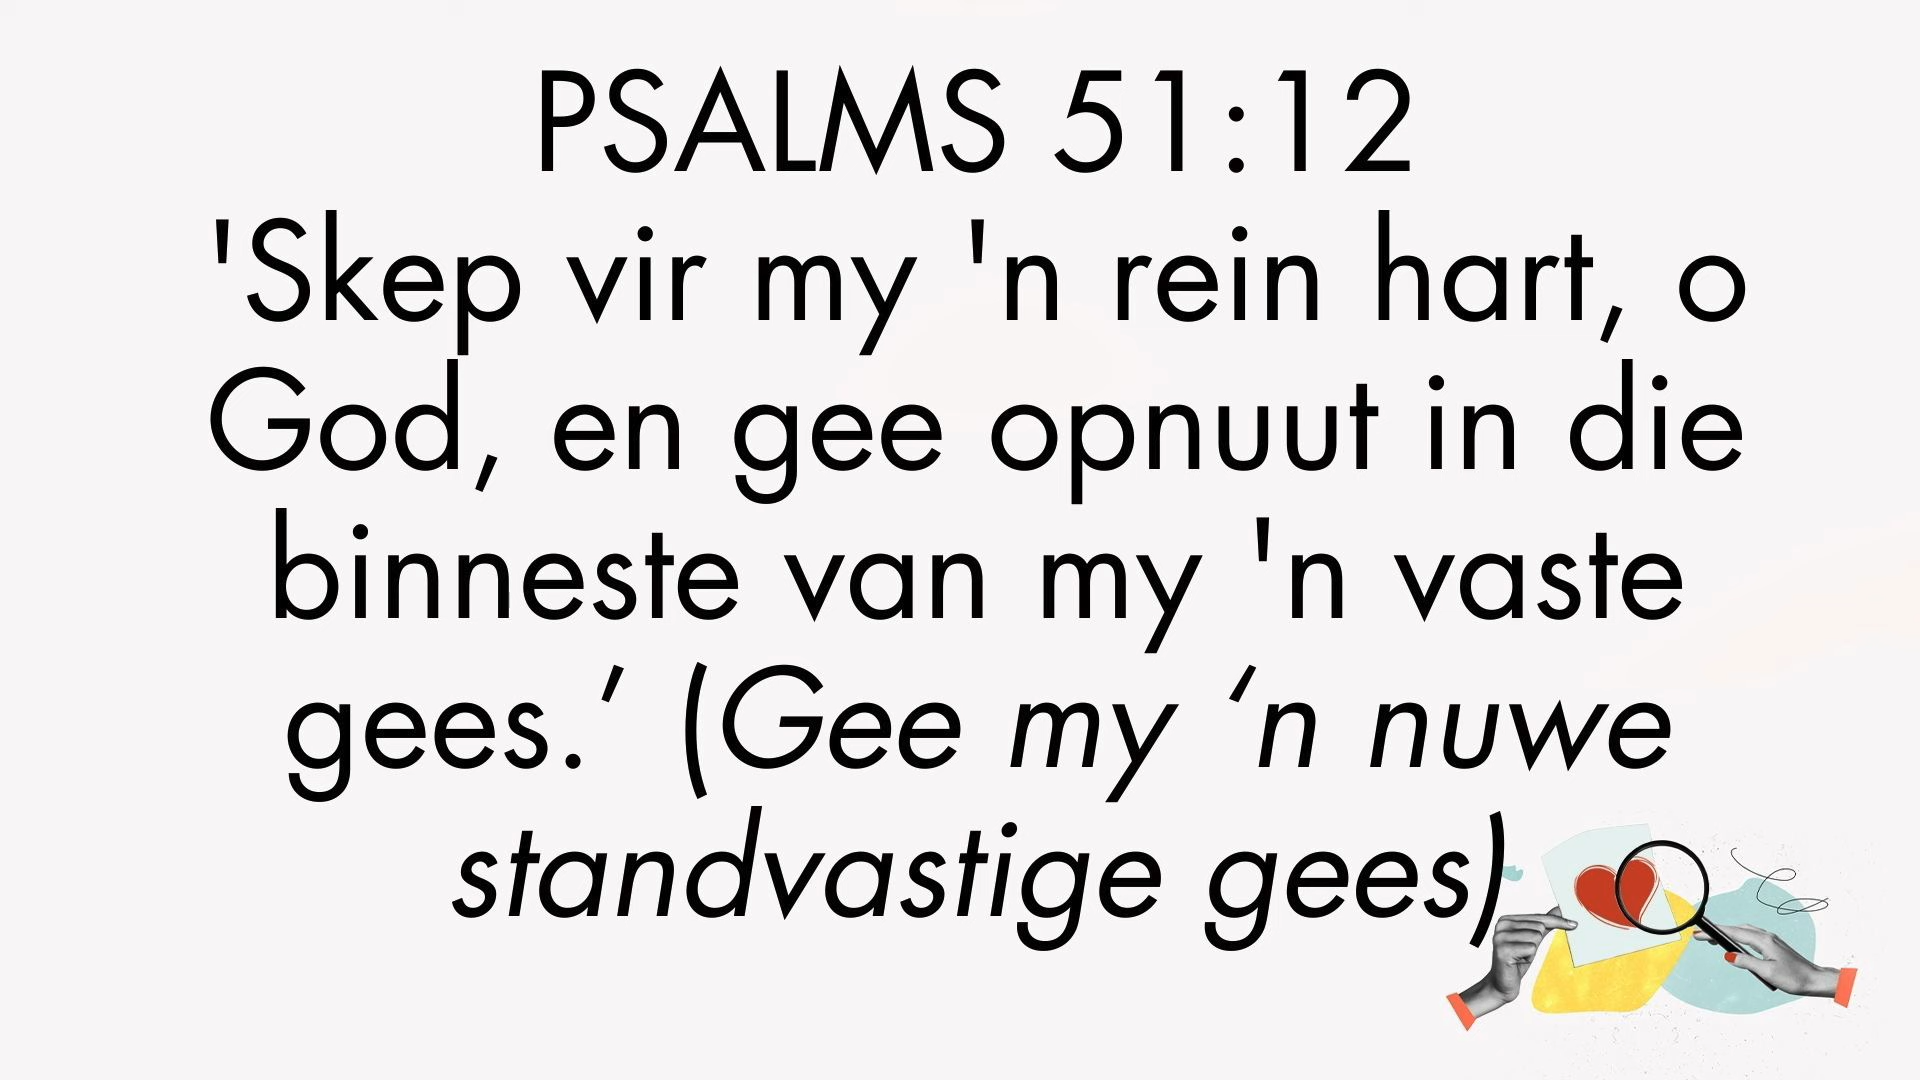 PSALMS 51:12
'Skep vir my 'n rein hart, o
God, en gee opnuut in die
binneste van my 'n vaste
gees.’ (Gee my ‘n nuwe
standvastige gees)